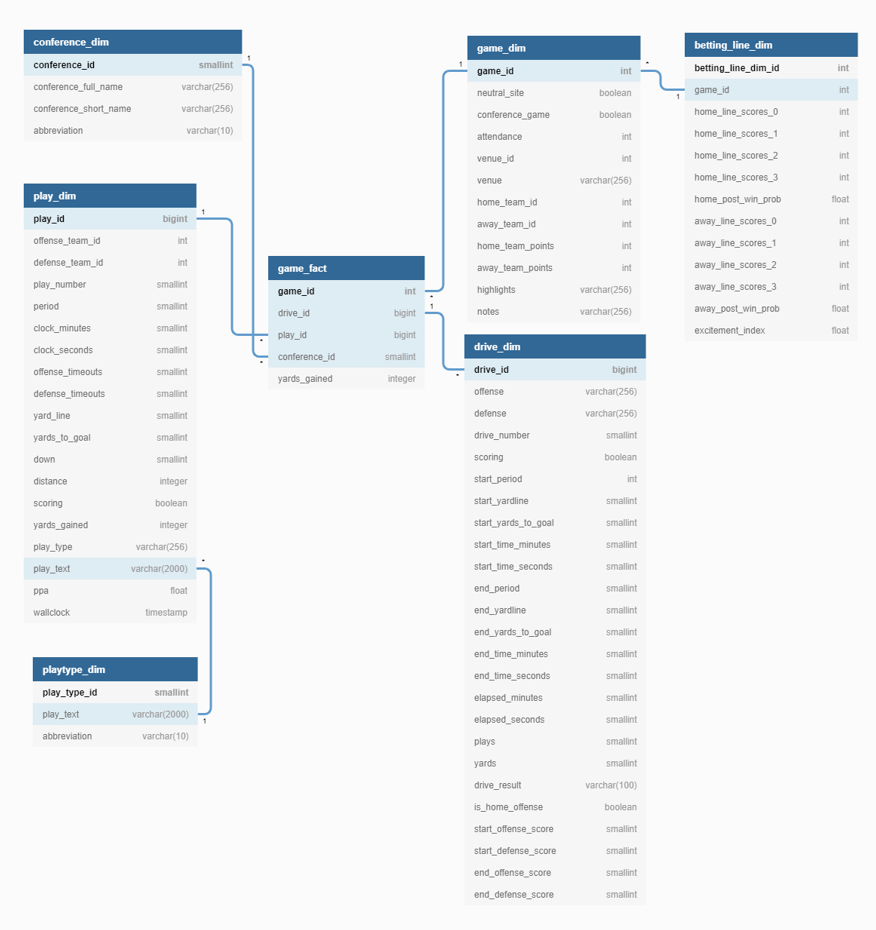 conference_dim
conference_id smallint
conference_full_name varchar(256)
conference_short_name varchar(256)
abbreviation varchar(10)
1
play_dim
play_id bigint
offense_team_id int
defense_team_id int
play_number smallint
period smallint
clock_minutes smallint
clock_seconds smallint
offense_timeouts smallint
defense_timeouts smallint
yard_line smallint
yards_to_goal smallint
down smallint
distance integer
scoring boolean
yards_gained integer
play_type varchar(256)
play_text varchar(2000)
ppa float
wallclock timestamp
1
*
playtype_dim
play_type_id smallint
play_text varchar(2000)
abbreviation varchar(10)
1
game_fact
game_id int
drive_id bigint
play_id bigint
conference_id smallint
yards_gained integer
*
1
*
*
game_dim
game_id int
neutral_site boolean
conference_game boolean
attendance int
venue_id int
venue varchar(256)
home_team_id int
away_team_id int
home_team_points int
away_team_points int
highlights varchar(256)
notes varchar(256)
1
*
drive_dim
drive_id bigint
offense varchar(256)
defense varchar(256)
drive_number smallint
scoring boolean
start_period int
start_yardline smallint
start_yards_to_goal smallint
start_time_minutes smallint
start_time_seconds smallint
end_period smallint
end_yardline smallint
end_yards_to_goal smallint
end_time_minutes smallint
end_time_seconds smallint
elapsed_minutes smallint
elapsed_seconds smallint
plays smallint
yards smallint
drive_result varchar(100)
is_home_offense boolean
start_offense_score smallint
start_defense_score smallint
end_offense_score smallint
end_defense_score smallint
*
betting_line_dim
betting_line_dim_id int
game_id int
home_line_scores_0 int
home_line_scores_1 int
home_line_scores_2 int
home_line_scores_3 int
home_post_win_prob float
away_line_scores_0 int
away_line_scores_1 int
away_line_scores_2 int
away_line_scores_3 int
away_post_win_prob float
excitement_index float
1